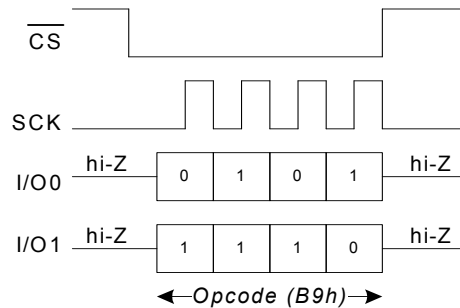 CS
SCK
hi-Z hi-Z
I/O0 0 1 0 1
hi-Z hi-Z
I/O1 1 1 1 0
Opcode (B9h)